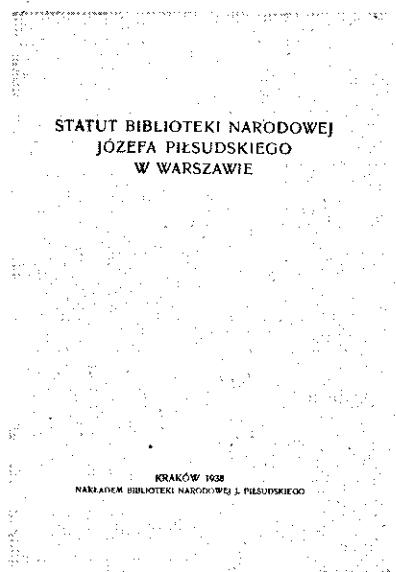 STATUT BIBLIOTEKI NARODOWEJ
JÓZEFA PIŁSUDSKIEGO
W WARSZAWIE
KRAKÓW 1938
NAKŁADEM BIBLIOTEKI NARODOWEJ J. PIŁSUDSKIEGO